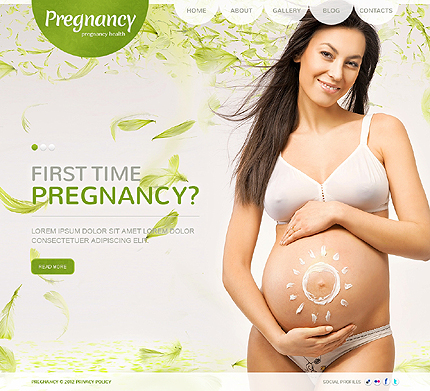 Pregnancy
pregnancy health
HOME ABOUT GALLERY BLOG CONTACTS
FIRST TIME
PREGNANCY?
LOREM IPSUM DOLOR SIT AMET LOREM DOLOR
CONSECTETUER ADIPISCING ELIT.
READ MORE
PREGNANCY © 2012 PRIVACY POLICY
SOCIAL PROFILES